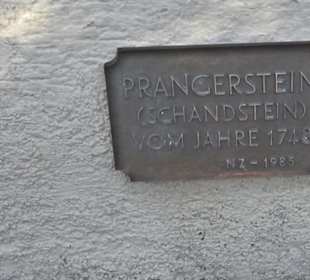 PRANGERSTEIN
(SCHANDSTEIN)
VOM JAHRE 1748
NZ-1985